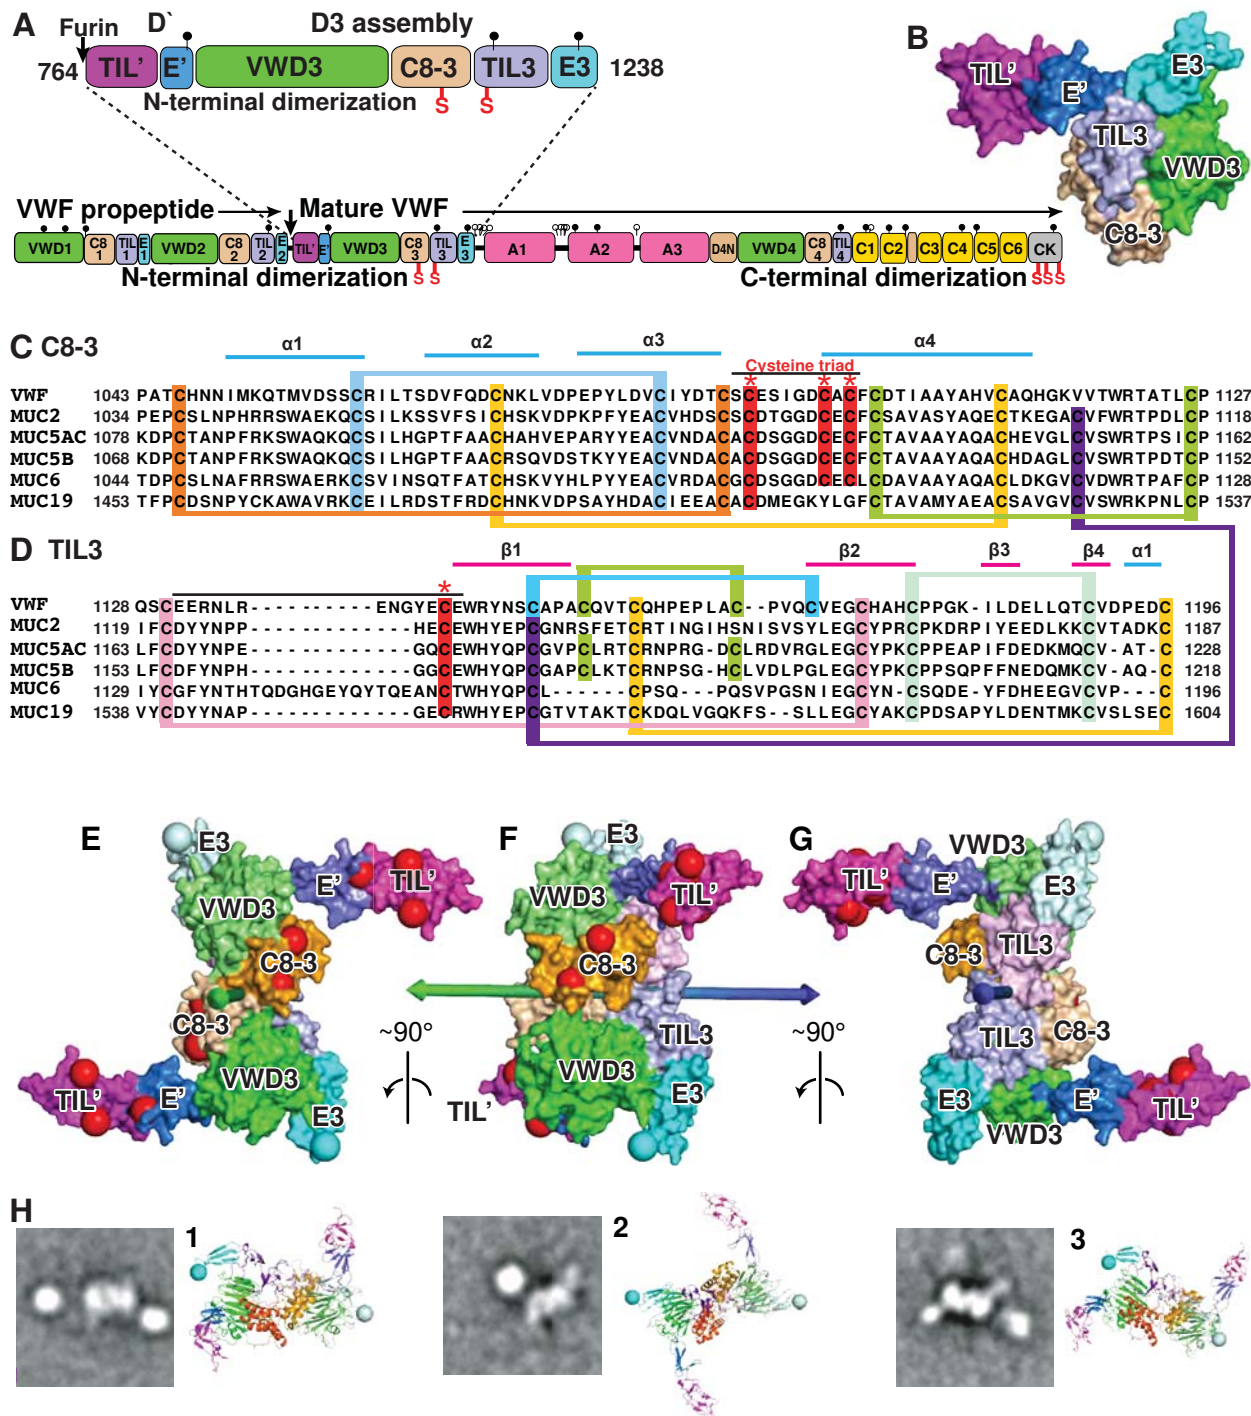 A
Furin
D`
D3 assembly
764 TIL' E' VWD3 C8-3 TIL3 E3 1238
N-terminal dimerization
S S
VWF propeptide
Mature VWF
VWD1 C8 1 TIL 1 E 1 VWD2 C8 2 TIL 2 E 2 TIL' E' VWD3 C8 3 TIL 3 E 3 A1 A2 A3 D4N VWD4 C8 4 TIL 4 C1 C2 C3 C4 C5 C6 CK
N-terminal dimerization
S S
C-terminal dimerization
SSS
B
TIL'
E'
E3
TIL3
VWD3
C8-3
C C8-3
α1 α2 α3 α4
Cysteine triad
* * *
VWF 1043 PATCHNNIMKQTMVDSSCRILTSDVFQDCNKLVDPEPYLDVCIYDTCSCESIGDCACFCDTIAAYAHVCAQHGKVVTWRTATLCP 1127
MUC2 1034 PEPCSLNPHRRSWAEKQCSILKSSVFSICHSKVDPKPFYEACVHDSCSCDTGGDCECFCSAVASYAQECTKEGACVFWRTPDLCP 1118
MUC5AC 1078 KDPCTANPFRKSWAQKQCSILHGPTFAACHAHVEPARYYEACVNDACACDSGGDCECFCTAVAAYAQACHEVGLCVSWRTPSICP 1162
MUC5B 1068 KDPCTANPFRKSWAQKQCSILHGPTFAACRSQVDSTKYYEACVNDACACDSGGDCECFCTAVAAYAQACHDAGLCVSWRTPDTCP 1152
MUC6 1044 TDPCSLNAFRRSWAERKCSVINSQTFATCHSKVYHLPYYEACVRDACGCDSGGDCECLCDAVAAYAQACLDKGVCVDWRTPAFCP 1128
MUC19 1453 TFPCDSNPYCKAWAVRKCEILRDSTFRDCHNKVDPSAYHDACIEEACACDMEGKYLGFCTAVAMYAEACSAVGVCVSWRKPNLCP 1537
D TIL3
β1 β2 β3 β4 α1
*
VWF 1128 QSCEERNLR----------ENGYECEWRYNSCAPACQVTCQHPEPLAC--PVQCVEGCHAHCPPGK-ILDELLQTCVDPEDC 1196
MUC2 1119 IFCDYYNPP-------------HECEWHYEPCGNRSFETCRTINGIHSNISVSYLEGCYPRCPKDRPIYEEDLKKCVTADKC 1187
MUC5AC 1163 LFCDYYNPE-------------GQCEWHYQPCGVPCLRTCRNPRG-DCLRDVRGLEGCYPKCPPEAPIFDEDKMQCV-AT-C 1228
MUC5B 1153 LFCDFYNPH-------------GGCEWHYQPCGAPCLKTCRNPSG-HCLVDLPGLEGCYPKCPPSQPFFNEDQMKCV-AQ-C 1218
MUC6 1129 IYCGFYNTHTQDGHGEYQYTQEANCTWHYQPCL------CPSQ---PQSVPGSNIEGCYN-CSQDE-YFDHEEGVCVP---C 1196
MUC19 1538 VYCDYYNAP-------------GECRWHYEPCGTVTAKTCKDQLVGQKFS--SLLEGCYAKCPDSAPYLDENTMKCVSLSEC 1604
E
E3
E'
TIL'
VWD3
C8-3
C8-3
VWD3
TIL'
E'
E3
~90°
F
E3
VWD3
TIL'
C8-3
TIL3
VWD3
E3
TIL'
~90°
G
VWD3
TIL'
E'
E3
C8-3
TIL3
TIL3
C8-3
E3
E'
TIL'
VWD3
H
1
2
3